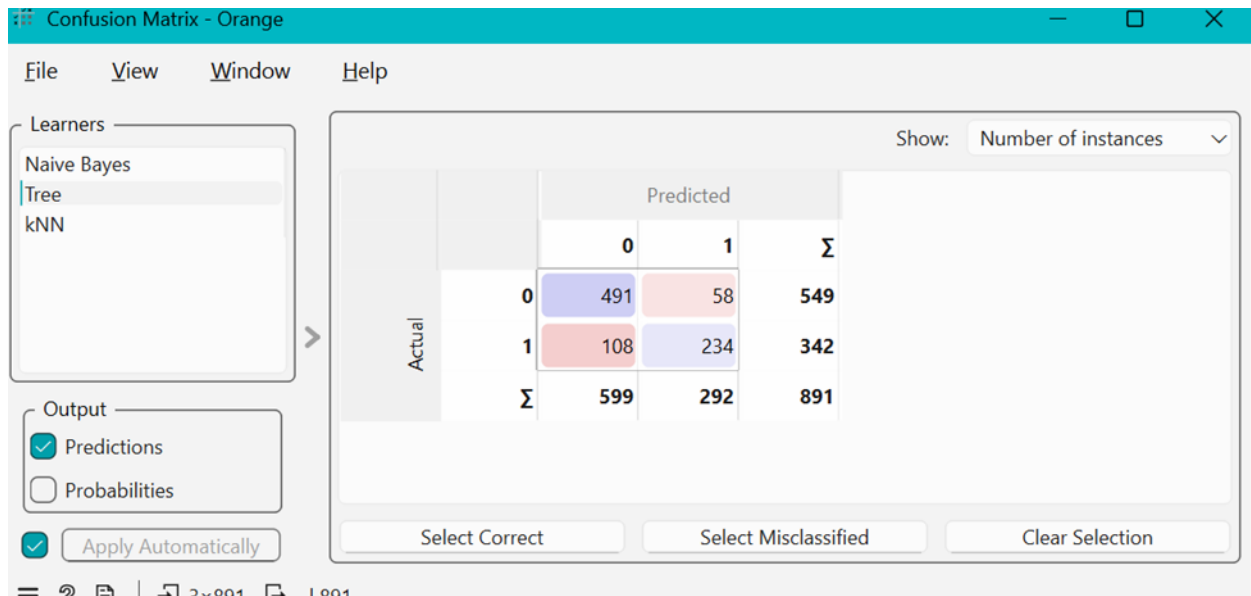 Confusion Matrix - Orange
File View Window Help
Learners
Naive Bayes
Tree
kNN
Output
Predictions
Probabilities
Apply Automatically
Show: Number of instances
Predicted
0 1 Σ
Actual
0 491 58 549
1 108 234 342
Σ 599 292 891
Select Correct Select Misclassified Clear Selection